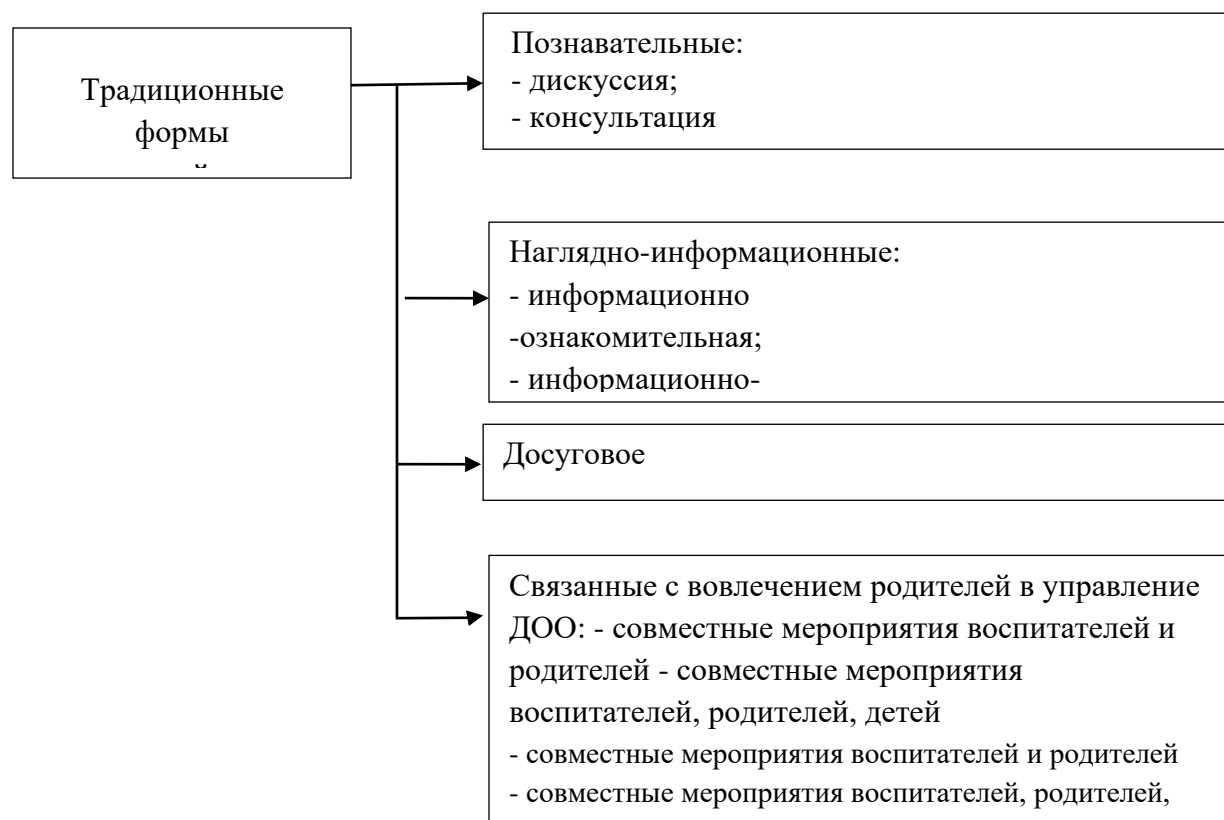 Традиционные
формы
Познавательные:
- дискуссия;
- консультация
Наглядно-информационные:
- информационно
-ознакомительная;
- информационно-
Досуговое
Связанные с вовлечением родителей в управление
ДОО: - совместные мероприятия воспитателей и
родителей - совместные мероприятия
воспитателей, родителей, детей
- совместные мероприятия воспитателей и родителей
- совместные мероприятия воспитателей, родителей,